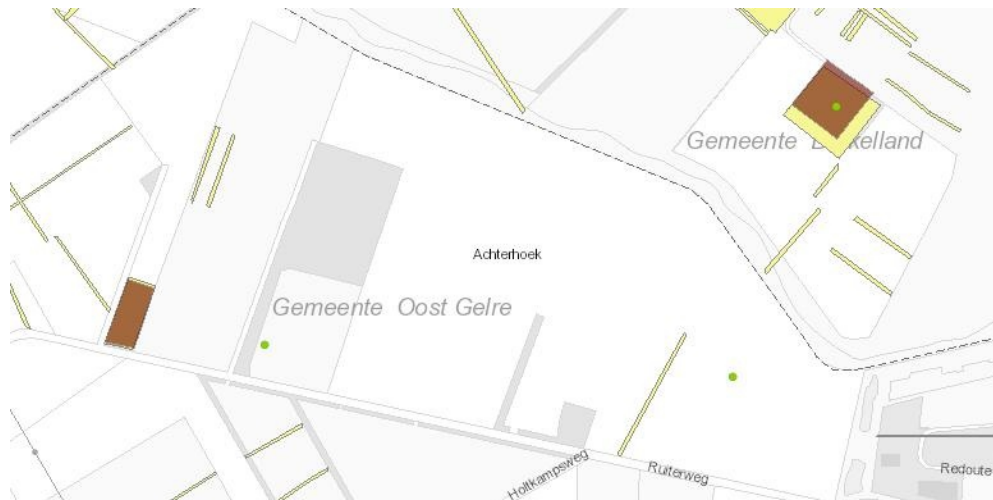 Gemeente
Achterhoek
Gemeente Oost Gelre
Holtkampsweg
Ruiterweg
Redoute